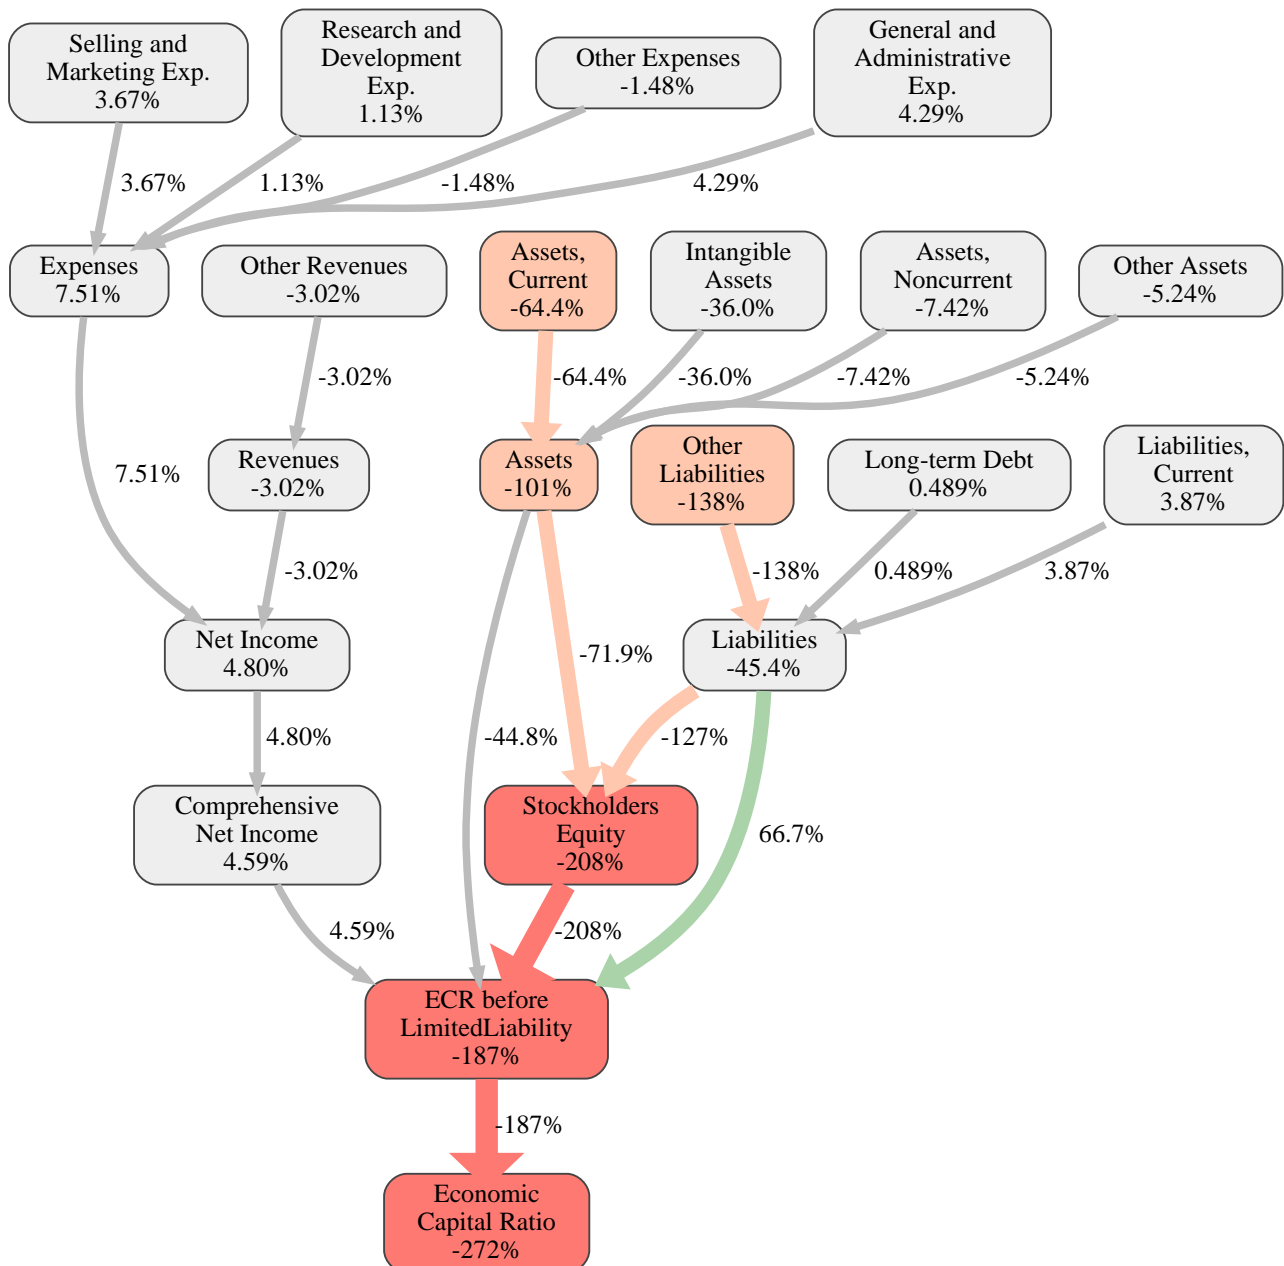 Selling and
Marketing Exp.
3.67%
Research and
Development
Exp.
1.13%
Other Expenses
-1.48%
General and
Administrative
Exp.
4.29%
3.67%
1.13%
-1.48%
4.29%
Expenses
7.51%
Other Revenues
-3.02%
Assets,
Current
-64.4%
Intangible
Assets
-36.0%
Assets,
Noncurrent
-7.42%
Other Assets
-5.24%
-3.02%
-64.4%
-36.0%
-7.42%
-5.24%
7.51%
Revenues
-3.02%
Assets
-101%
Other
Liabilities
-138%
Long-term Debt
0.489%
Liabilities,
Current
3.87%
-3.02%
-138%
0.489%
3.87%
Net Income
4.80%
-71.9%
Liabilities
-45.4%
4.80%
-44.8%
-127%
Comprehensive
Net Income
4.59%
Stockholders
Equity
-208%
66.7%
4.59%
-208%
ECR before
LimitedLiability
-187%
-187%
Economic
Capital Ratio
-272%